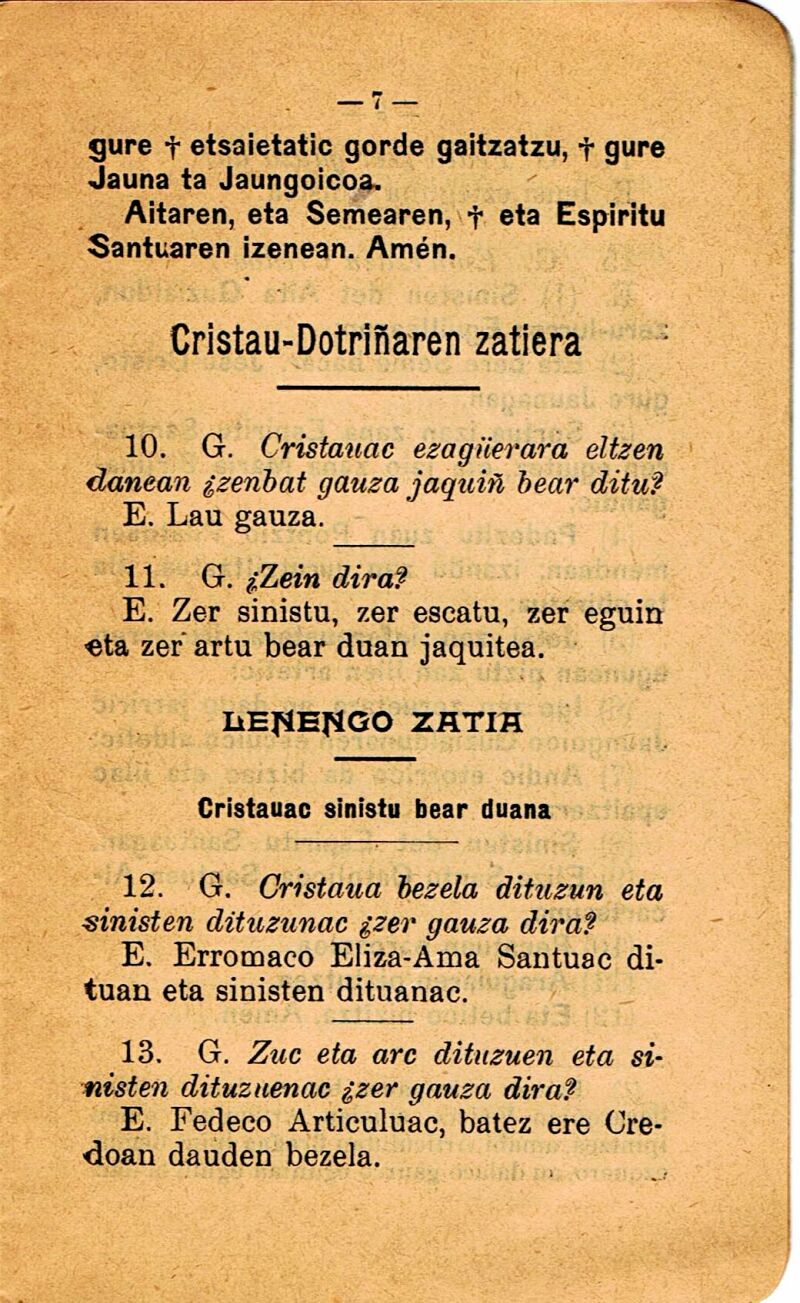 — 7 —
gure † etsaietatic gorde gaitzatzu, † gure
Jauna ta Jaungoicoa.
Aitaren, eta Semearen, † eta Espiritu
Santuaren izenean. Amén.
Cristau-Dotriñaren zatiera
10. G. Cristauac ezagüerara eltzen
danean ¿zenbat gauza jaquiñ bear ditu?
E. Lau gauza.
11. G. ¿Zein dira?
E. Zer sinistu, zer escatu, zer eguin
eta zer artu bear duan jaquitea.
LENENGO ZATIA
Cristauac sinistu bear duana
12. G. Cristaua bezela dituzun eta
sinisten dituzunac ¿zer gauza dira?
E. Erromaco Eliza-Ama Santuac di-
tuan eta sinisten dituanac.
13. G. Zuc eta arc dituzuen eta si-
nisten dituzuenac ¿zer gauza dira?
E. Fedeco Articuluac, batez ere Cre-
doan dauden bezela.